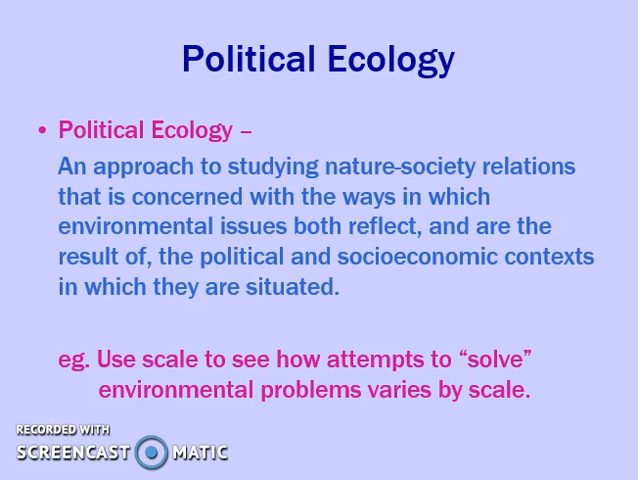 Political Ecology
• Political Ecology –
An approach to studying nature-society relations
that is concerned with the ways in which
environmental issues both reflect, and are the
result of, the political and socioeconomic contexts
in which they are situated.
eg. Use scale to see how attempts to “solve”
environmental problems varies by scale.
RECORDED WITH
SCREENCAST MATIC